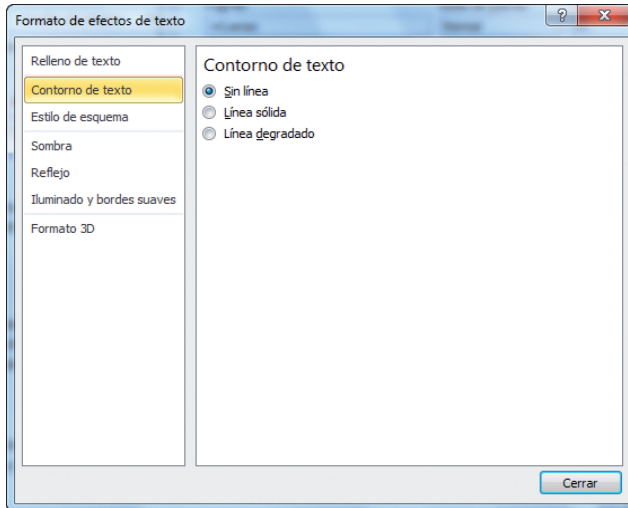 Formato de efectos de texto
?
Relleno de texto
Contorno de texto
Estilo de esquema
Sombra
Reflejo
Iluminado y bordes suaves
Formato 3D
Contorno de texto
Sin línea
Línea sólida
Línea degradado
Cerrar